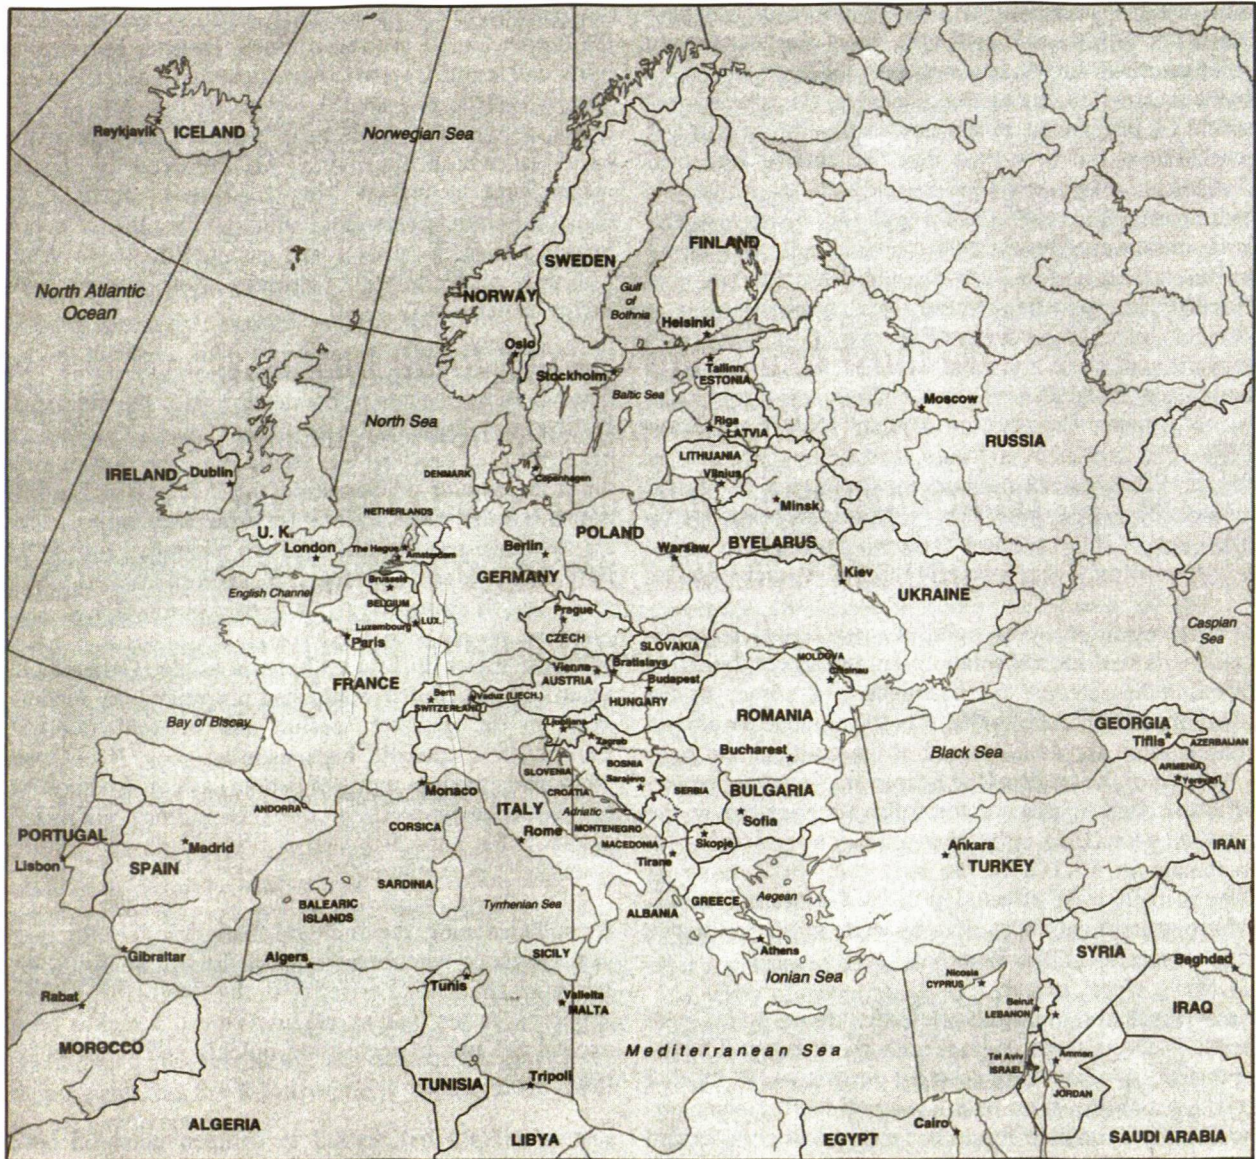 Reykjavik
ICELAND
Norwegian Sea
FINLAND
SWEDEN
Gulf
of
Bothnia
NORWAY
North Atlantic
Ocean
Helsinki
Oslo
Tallinn
ESTONIA
Stockholm
Baltic Sea
Moscow
North Sea
Riga
LATVIA
RUSSIA
LITHUANIA
IRELAND
Dublin
DENMARK
Copenhagen
Vilnius
Minsk
NETHERLANDS
U. K.
POLAND
BYELARUS
London
The Hague
Amsterdam
Berlin
Warsaw
Kiev
GERMANY
Brussels
English Channel
BELGIUM
UKRAINE
Prague
Luxembourg
LUX.
Caspian
Sea
Paris
CZECH
SLOVAKIA
MOLDOVA
Chisinau
Vienna
Bratislava
AUSTRIA
Budapest
FRANCE
Bern
Vaduz (LIECH.)
SWITZERLAND
HUNGARY
ROMANIA
Bay of Biscay
Ljubljana
Zagreb
GEORGIA
Tiflis
AZERBAIJAN
Bucharest
Black Sea
BOSNIA
SLOVENIA
Sarajevo
ARMENIA
Yerevan
Monaco
CROATIA
SERBIA
BULGARIA
ANDORRA
ITALY
Adriatic
CORSICA
MONTENEGRO
Sofia
PORTUGAL
Rome
MACEDONIA
Skopje
Lisbon
Madrid
Tirane
Ankara
IRAN
SPAIN
TURKEY
SARDINIA
BALEARIC
ISLANDS
Tyrrhenian Sea
ALBANIA
GREECE
Aegean
Athens
Gibraltar
Algers
SICILY
SYRIA
Baghdad
Ionian Sea
Nicosia
CYPRUS
Tunis
Rabat
Valletta
MALTA
Beirut
LEBANON
IRAQ
MOROCCO
Mediterranean Sea
Tel Aviv
ISRAEL
Amman
Tripoli
TUNISIA
JORDAN
ALGERIA
LIBYA
EGYPT
Cairo
SAUDI ARABIA